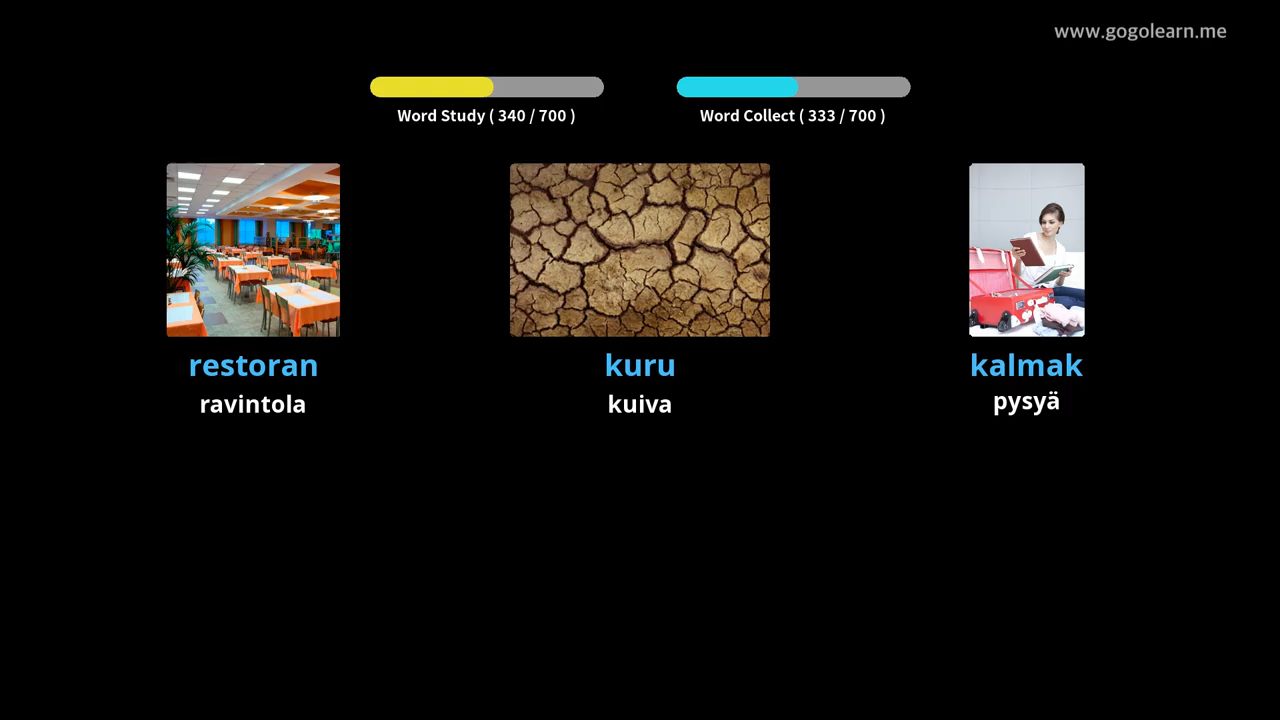 www.gogolearn.me
Word Study ( 340 / 700 )
Word Collect ( 333 / 700 )
restoran
ravintola
kuru
kuiva
kalmak
pysyä